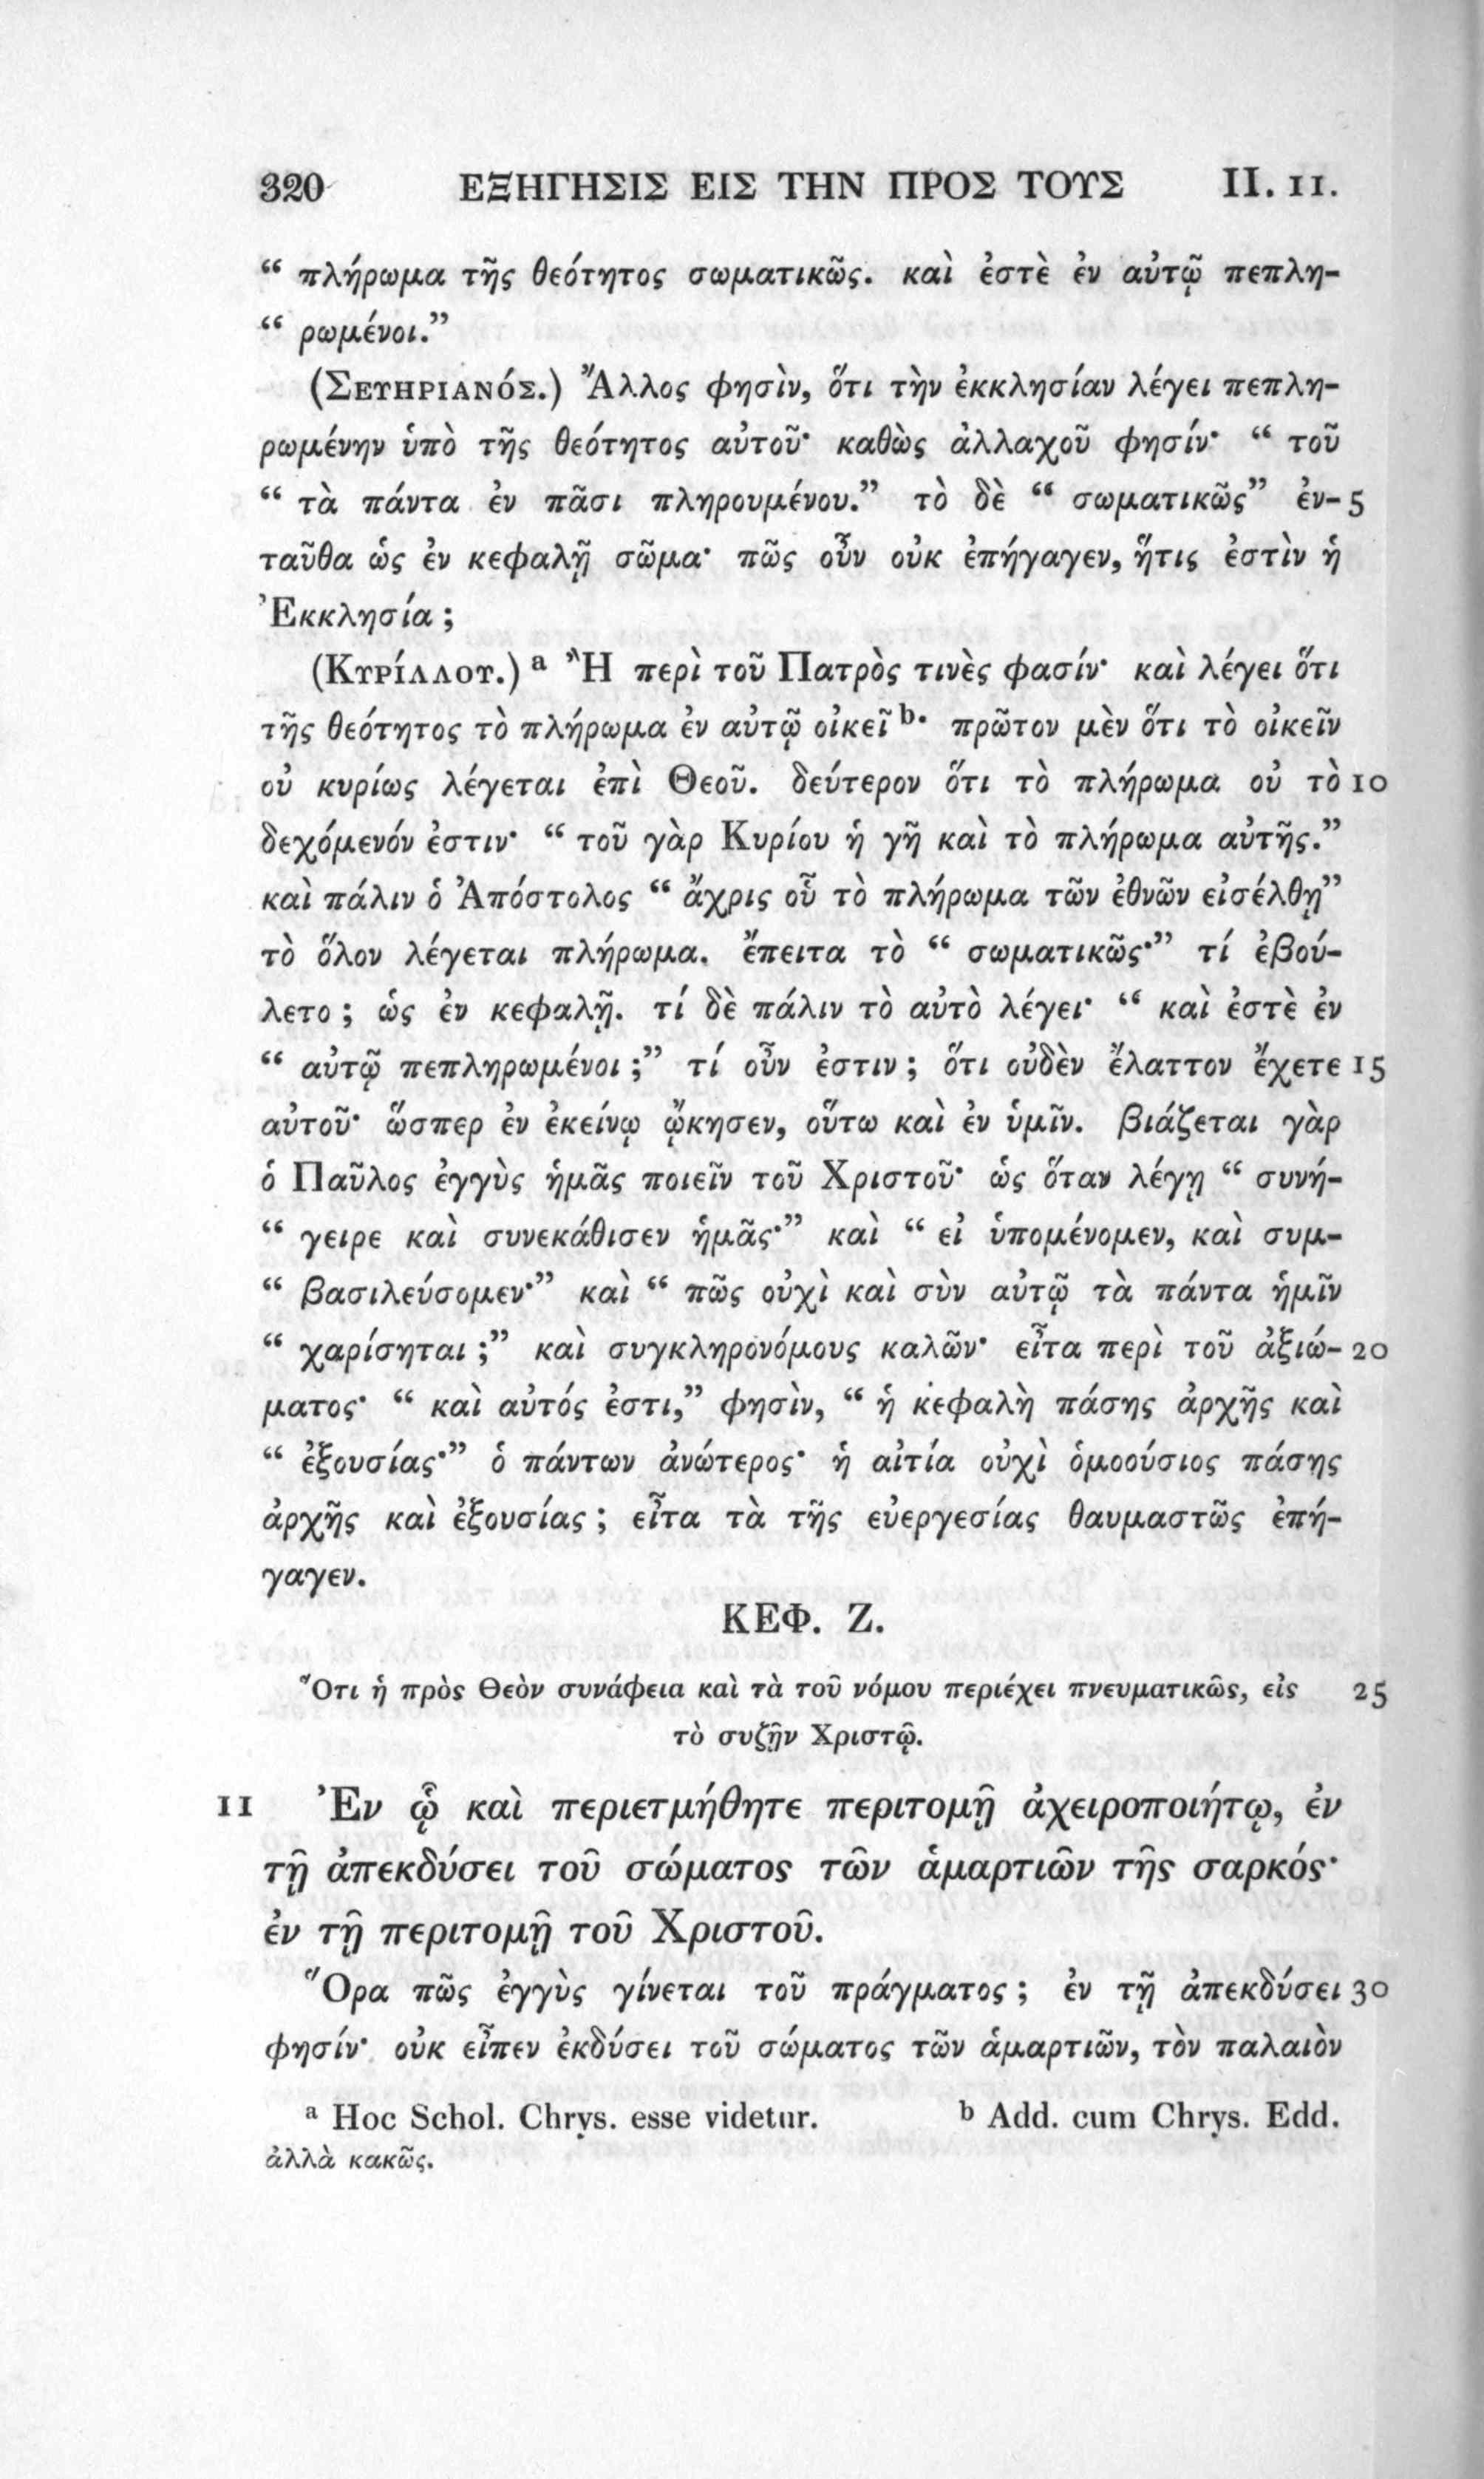 320 ΕΞΗΓΗΣΙΣ ΕΙΣ ΤΗΝ ΠΡΟΣ ΤΟΥΣ II. 11.
“ πλήρωμα τῆς θεότητος σωματικῶς. καὶ ἐστὲ ἐν αὐτῷ πεπλη-
“ ρωμένοι.”
(Σευηριανός.) Ἄλλος φησὶν, ὅτι τὴν ἐκκλησίαν λέγει πεπλη-
ρωμένην ὑπὸ τῆς θεότητος αὐτοῦ· καθὼς ἀλλαχοῦ φησίν· “ τοῦ
“ τὰ πάντα ἐν πᾶσι πληρουμένου.” τὸ δὲ “ σωματικῶς” ἐν- 5
ταῦθα ὡς ἐν κεφαλῇ σῶμα· πῶς οὖν οὐκ ἐπήγαγεν, ἥτις ἐστὶν ἡ
Ἐκκλησία ;
(Κυρίλλου.) a Ἢ περὶ τοῦ Πατρὸς τινὲς φασίν· καὶ λέγει ὅτι
τῆς θεότητος τὸ πλήρωμα ἐν αὐτῷ οἰκεῖ b· πρῶτον μὲν ὅτι τὸ οἰκεῖν
οὐ κυρίως λέγεται ἐπὶ Θεοῦ. δεύτερον ὅτι τὸ πλήρωμα οὐ τὸ 10
δεχόμενόν ἐστιν· “ τοῦ γὰρ Κυρίου ἡ γῆ καὶ τὸ πλήρωμα αὐτῆς.”
καὶ πάλιν ὁ Ἀπόστολος “ ἄχρις οὗ τὸ πλήρωμα τῶν ἐθνῶν εἰσέλθῃ”
τὸ ὅλον λέγεται πλήρωμα. ἔπειτα τὸ “ σωματικῶς·” τί ἐβού-
λετο ; ὡς ἐν κεφαλῇ. τί δὲ πάλιν τὸ αὐτὸ λέγει· “ καὶ ἐστὲ ἐν
“ αὐτῷ πεπληρωμένοι ;” τί οὖν ἐστιν ; ὅτι οὐδὲν ἔλαττον ἔχετε 15
αὐτοῦ· ὥσπερ ἐν ἐκείνῳ ᾤκησεν, οὕτω καὶ ἐν ὑμῖν. βιάζεται γὰρ
ὁ Παῦλος ἐγγὺς ἡμᾶς ποιεῖν τοῦ Χριστοῦ· ὡς ὅταν λέγῃ “ συνή-
“ γειρε καὶ συνεκάθισεν ἡμᾶς·” καὶ “ εἰ ὑπομένομεν, καὶ συμ-
“ βασιλεύσομεν·” καὶ “ πῶς οὐχὶ καὶ σὺν αὐτῷ τὰ πάντα ἡμῖν
“ χαρίσηται ;” καὶ συγκληρονόμους καλῶν· εἶτα περὶ τοῦ ἀξιώ- 20
ματος· “ καὶ αὐτός ἐστι,” φησὶν, “ ἡ κεφαλὴ πάσης ἀρχῆς καὶ
“ ἐξουσίας·” ὁ πάντων ἀνώτερος· ἡ αἰτία οὐχὶ ὁμοούσιος πάσης
ἀρχῆς καὶ ἐξουσίας ; εἶτα τὰ τῆς εὐεργεσίας θαυμαστῶς ἐπή-
γαγεν.
ΚΕΦ. Ζ.
Ὅτι ἡ πρὸς Θεὸν συνάφεια καὶ τὰ τοῦ νόμου περιέχει πνευματικῶς, εἰς 25
τὸ συζῇν Χριστῷ.
11 Ἐν ᾧ καὶ περιετμήθητε περιτομῇ ἀχειροποιήτῳ, ἐν
τῇ ἀπεκδύσει τοῦ σώματος τῶν ἁμαρτιῶν τῆς σαρκός·
ἐν τῇ περιτομῇ τοῦ Χριστοῦ.
Ὅρα πῶς ἐγγὺς γίνεται τοῦ πράγματος ; ἐν τῇ ἀπεκδύσει 30
φησίν· οὐκ εἶπεν ἐκδύσει τοῦ σώματος τῶν ἁμαρτιῶν, τὸν παλαιὸν
a Hoc Schol. Chrys. esse videtur. b Add. cum Chrys. Edd.
ἀλλὰ κακῶς.